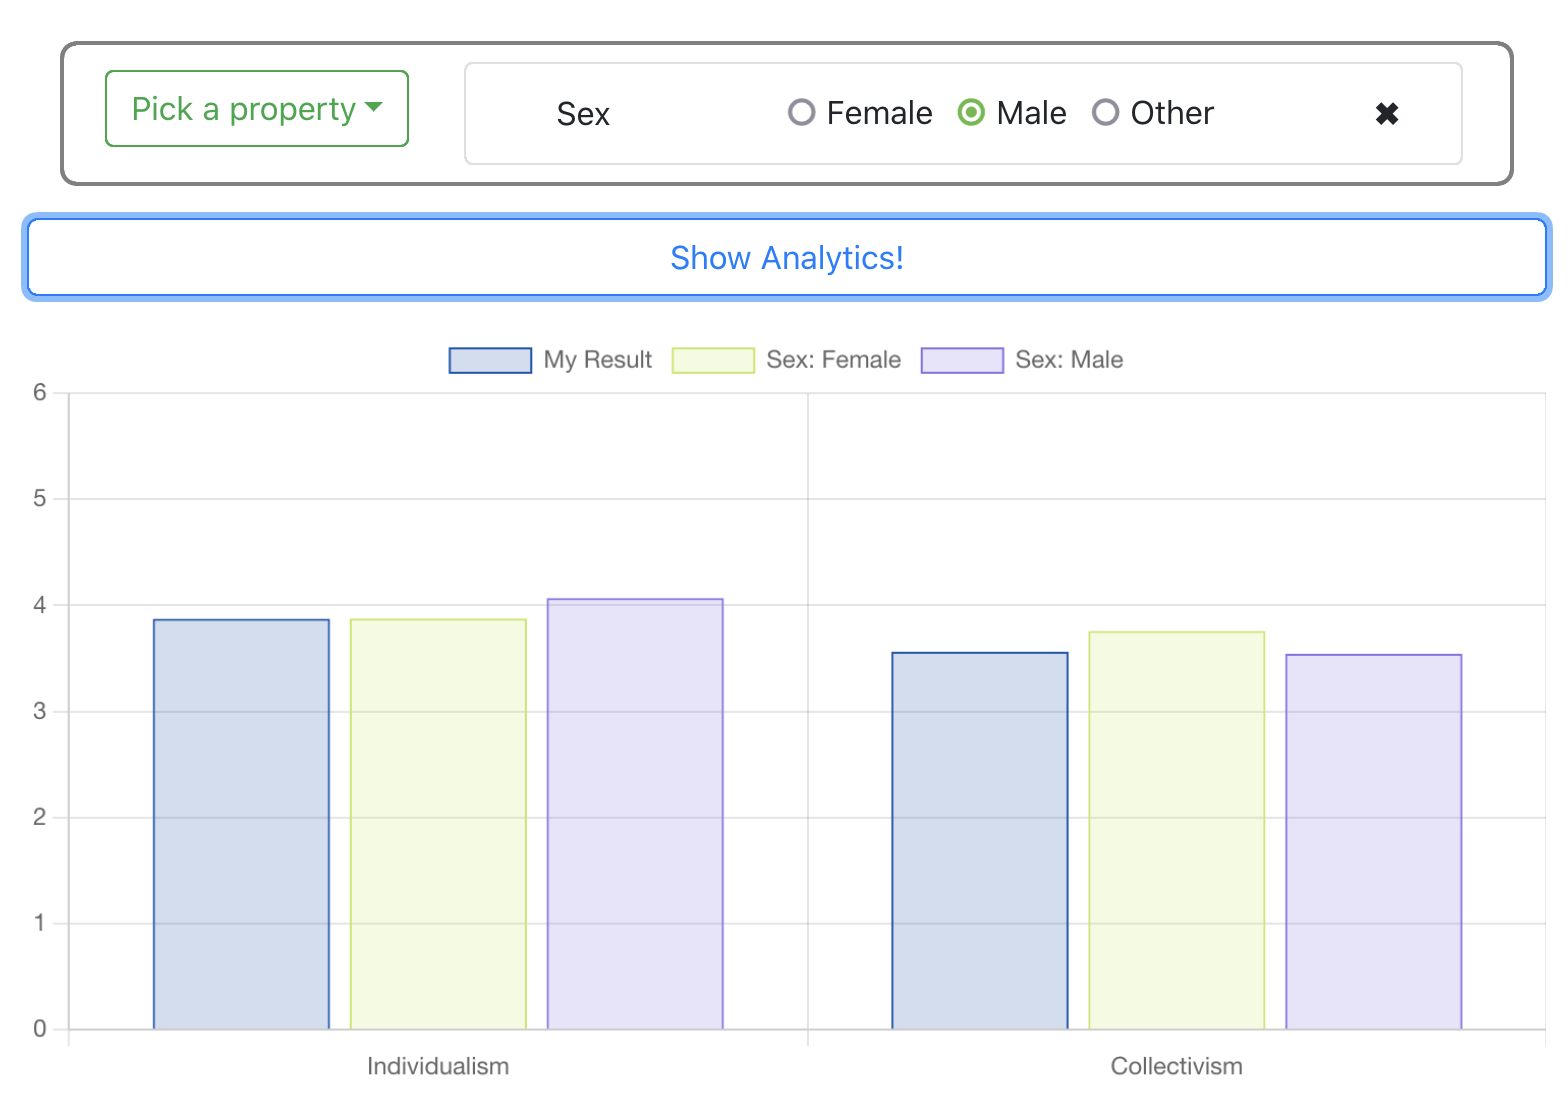 Pick a property
Sex Female Male Other ✖
Show Analytics!
My Result Sex: Female Sex: Male
6
5
4
3
2
1
0
Individualism Collectivism